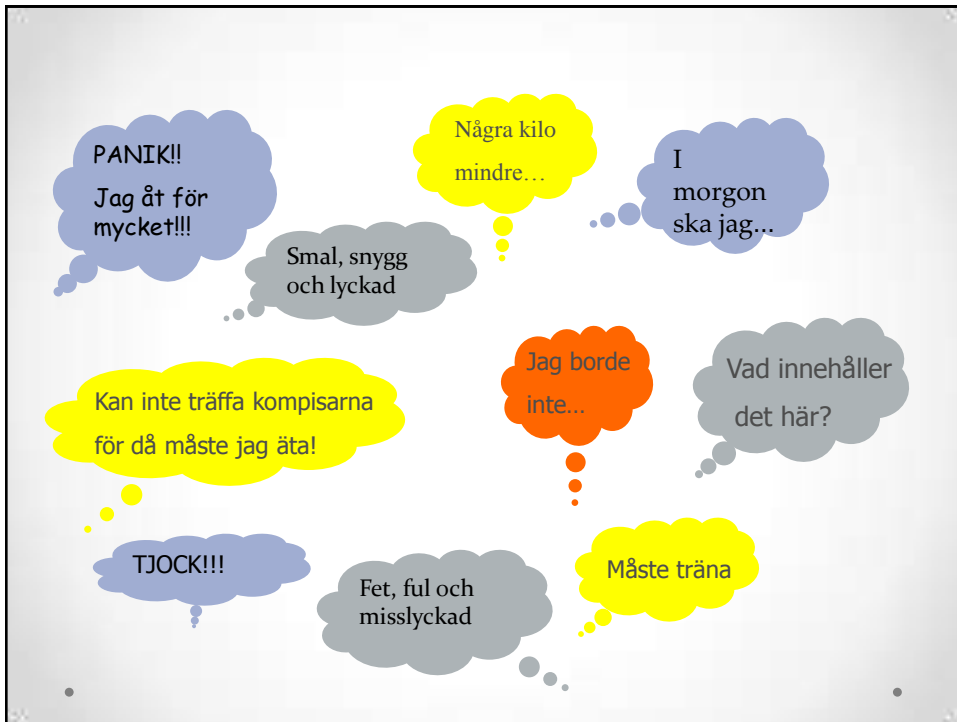 PANIK!!
Jag åt för
mycket!!!
Några kilo
mindre…
I
morgon
ska jag...
Smal, snygg
och lyckad
Kan inte träffa kompisarna
för då måste jag äta!
Jag borde
inte…
Vad innehåller
det här?
TJOCK!!!
Fet, ful och
misslyckad
Måste träna